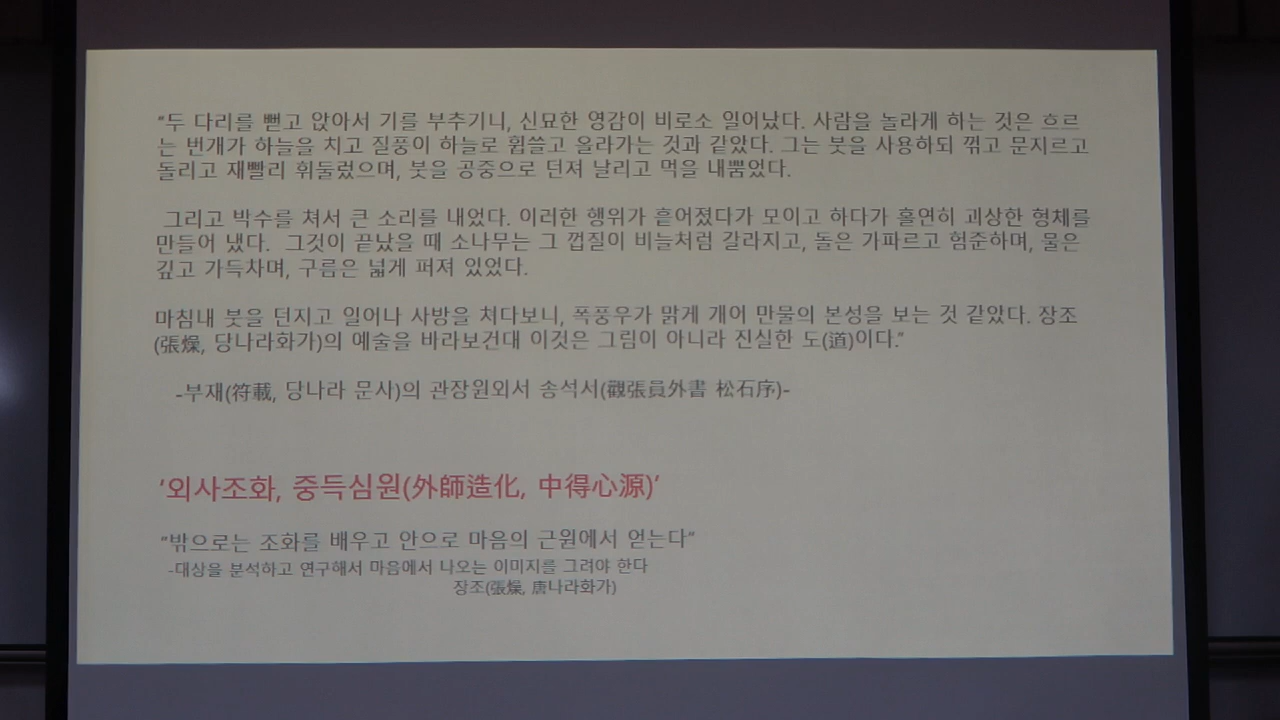 “두 다리를 뻗고 앉아서 기를 부추기니, 신묘한 영감이 비로소 일어났다. 사람을 놀라게 하는 것은 흐르
는 번개가 하늘을 치고 질풍이 하늘로 휩쓸고 올라가는 것과 같았다. 그는 붓을 사용하되 꺾고 문지르고
돌리고 재빨리 휘둘렀으며, 붓을 공중으로 던져 날리고 먹을 내뿜었다.
그리고 박수를 쳐서 큰 소리를 내었다. 이러한 행위가 흩어졌다가 모이고 하다가 홀연히 괴상한 형체를
만들어 냈다. 그것이 끝났을 때 소나무는 그 껍질이 비늘처럼 갈라지고, 돌은 가파르고 험준하며, 물은
깊고 가득차며, 구름은 넓게 퍼져 있었다.
마침내 붓을 던지고 일어나 사방을 쳐다보니, 폭풍우가 맑게 개어 만물의 본성을 보는 것 같았다. 장조
(張燥, 당나라화가)의 예술을 바라보건대 이것은 그림이 아니라 진실한 도(道)이다.”
-부재(符載, 당나라 문사)의 관장원외서 송석서(觀張員外書 松石序)-
‘외사조화, 중득심원(外師造化, 中得心源)’
“밖으로는 조화를 배우고 안으로 마음의 근원에서 얻는다”
-대상을 분석하고 연구해서 마음에서 나오는 이미지를 그려야 한다
장조(張燥, 唐나라화가)